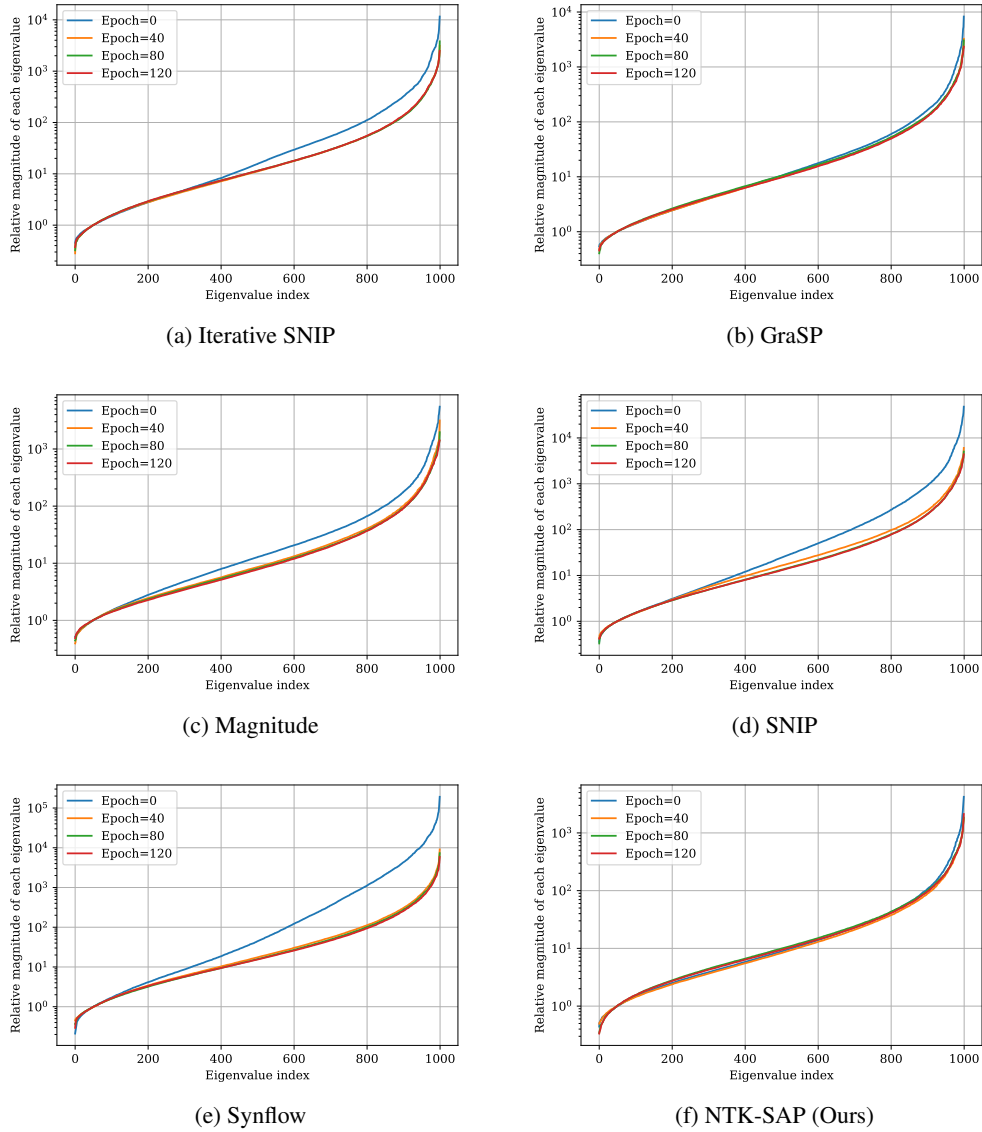 Relative magnitude of each eigenvalue
10^4
10^3
10^2
10^1
10^0
Epoch=0
Epoch=40
Epoch=80
Epoch=120
0 200 400 600 800 1000
Eigenvalue index
(a) Iterative SNIP
Relative magnitude of each eigenvalue
10^4
10^3
10^2
10^1
10^0
Epoch=0
Epoch=40
Epoch=80
Epoch=120
0 200 400 600 800 1000
Eigenvalue index
(b) GraSP
Relative magnitude of each eigenvalue
10^3
10^2
10^1
10^0
Epoch=0
Epoch=40
Epoch=80
Epoch=120
0 200 400 600 800 1000
Eigenvalue index
(c) Magnitude
Relative magnitude of each eigenvalue
10^4
10^3
10^2
10^1
10^0
Epoch=0
Epoch=40
Epoch=80
Epoch=120
0 200 400 600 800 1000
Eigenvalue index
(d) SNIP
Relative magnitude of each eigenvalue
10^5
10^4
10^3
10^2
10^1
10^0
Epoch=0
Epoch=40
Epoch=80
Epoch=120
0 200 400 600 800 1000
Eigenvalue index
(e) Synflow
Relative magnitude of each eigenvalue
10^3
10^2
10^1
10^0
Epoch=0
Epoch=40
Epoch=80
Epoch=120
0 200 400 600 800 1000
Eigenvalue index
(f) NTK-SAP (Ours)